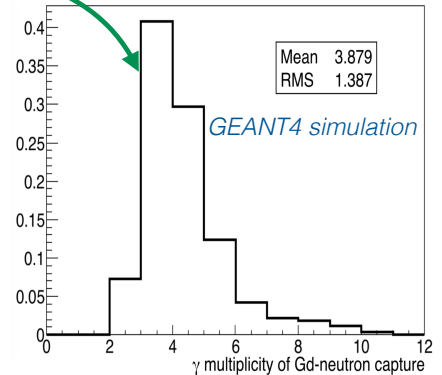 0.4
0.35
0.3
0.25
0.2
0.15
0.1
0.05
0
Mean 3.879
RMS 1.387
GEANT4 simulation
0 2 4 6 8 10 12
γ multiplicity of Gd-neutron capture